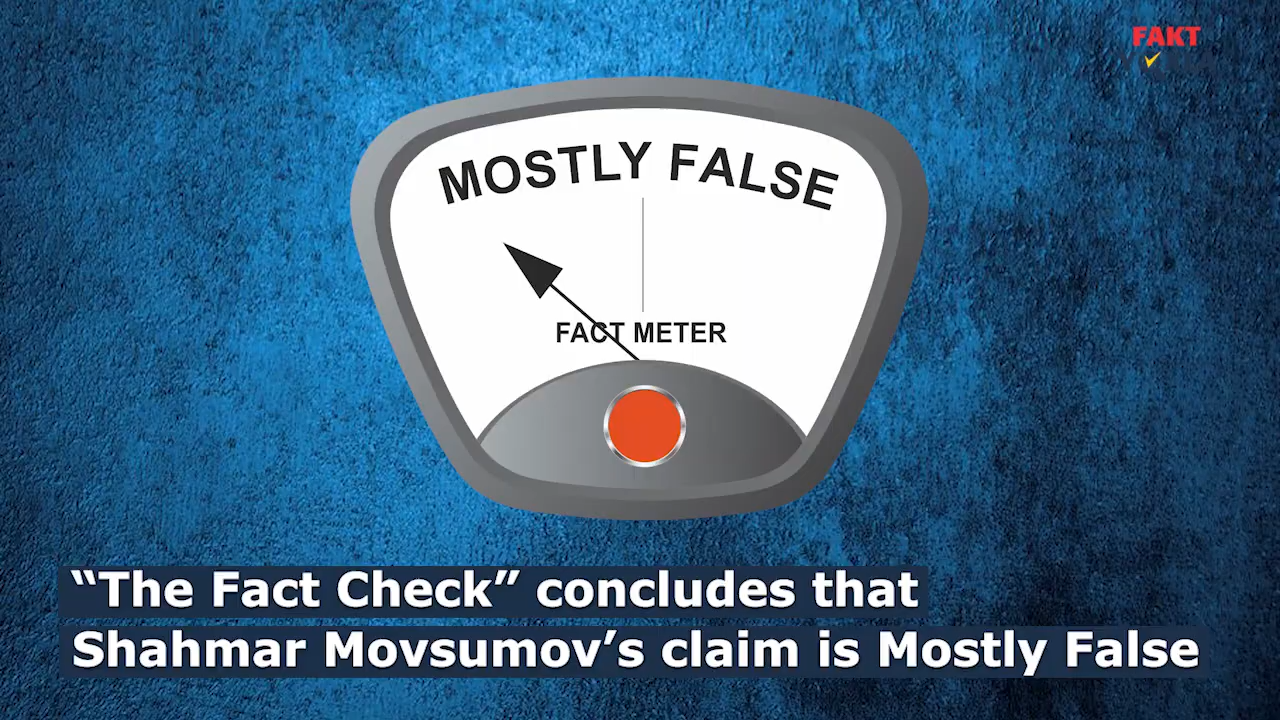 FAKT
MOSTLY FALSE
FACT METER
“The Fact Check” concludes that
Shahmar Movsumov’s claim is Mostly False